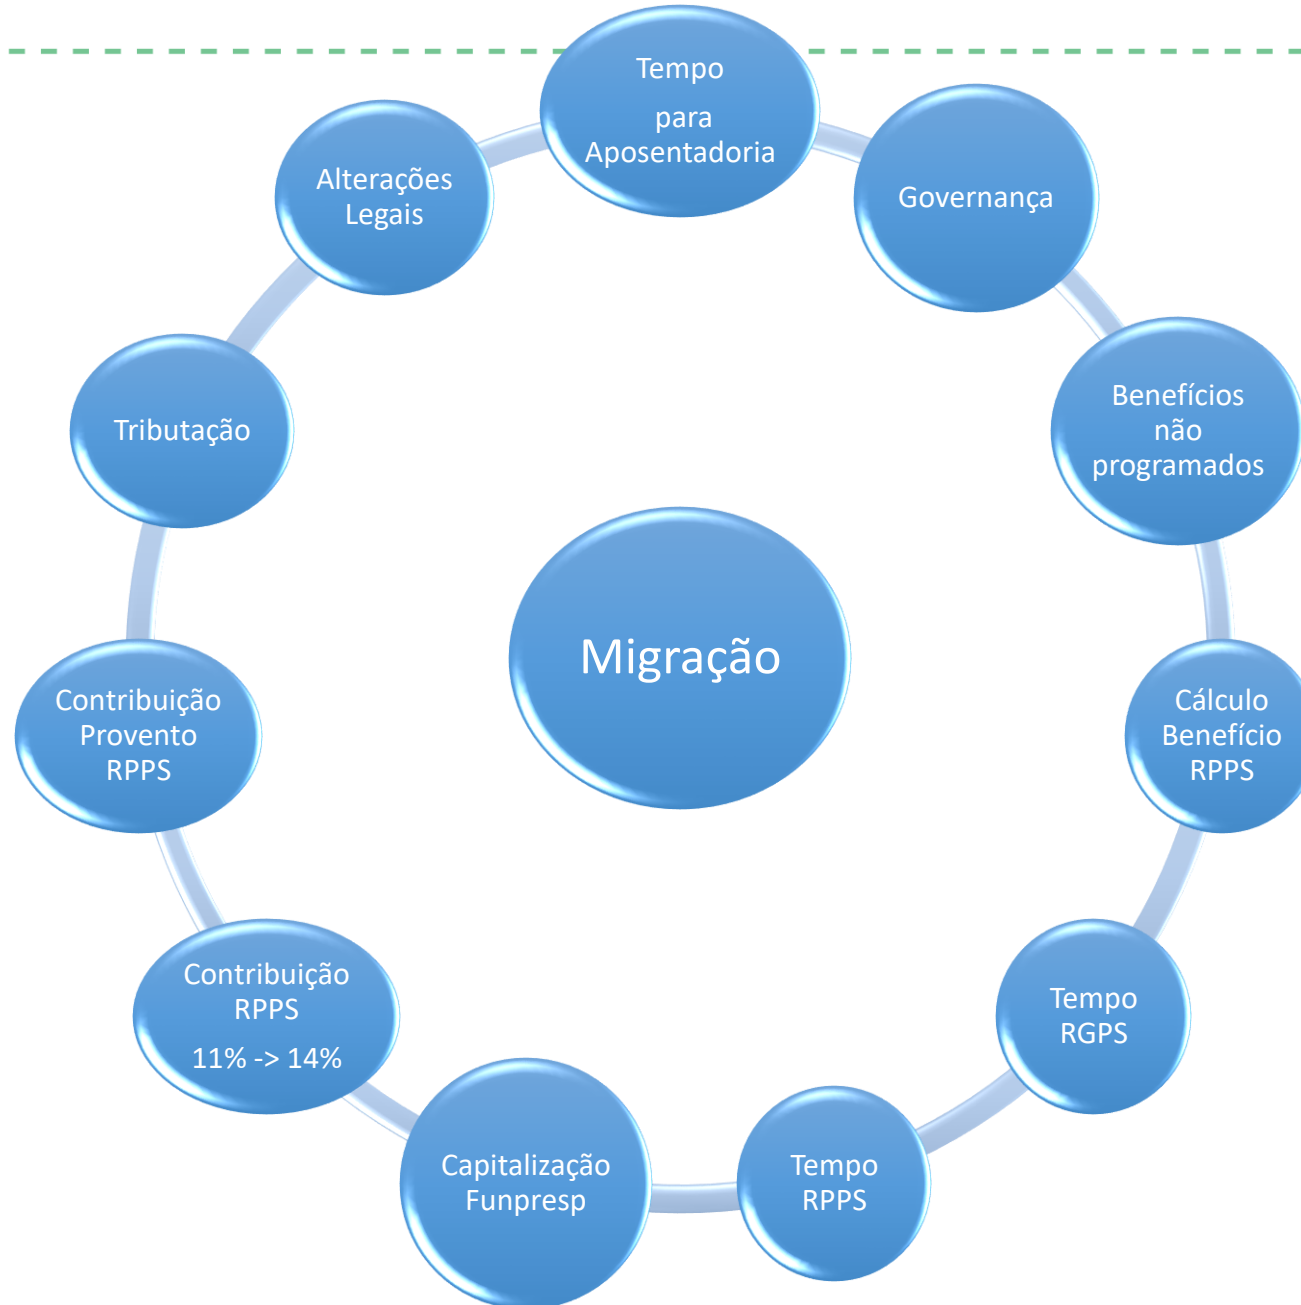 Tempo
para
Aposentadoria
Governança
Benefícios
não
programados
Cálculo
Benefício
RPPS
Tempo
RGPS
Tempo
RPPS
Capitalização
Funpresp
Contribuição
RPPS
11% -> 14%
Contribuição
Provento
RPPS
Tributação
Alterações
Legais
Migração